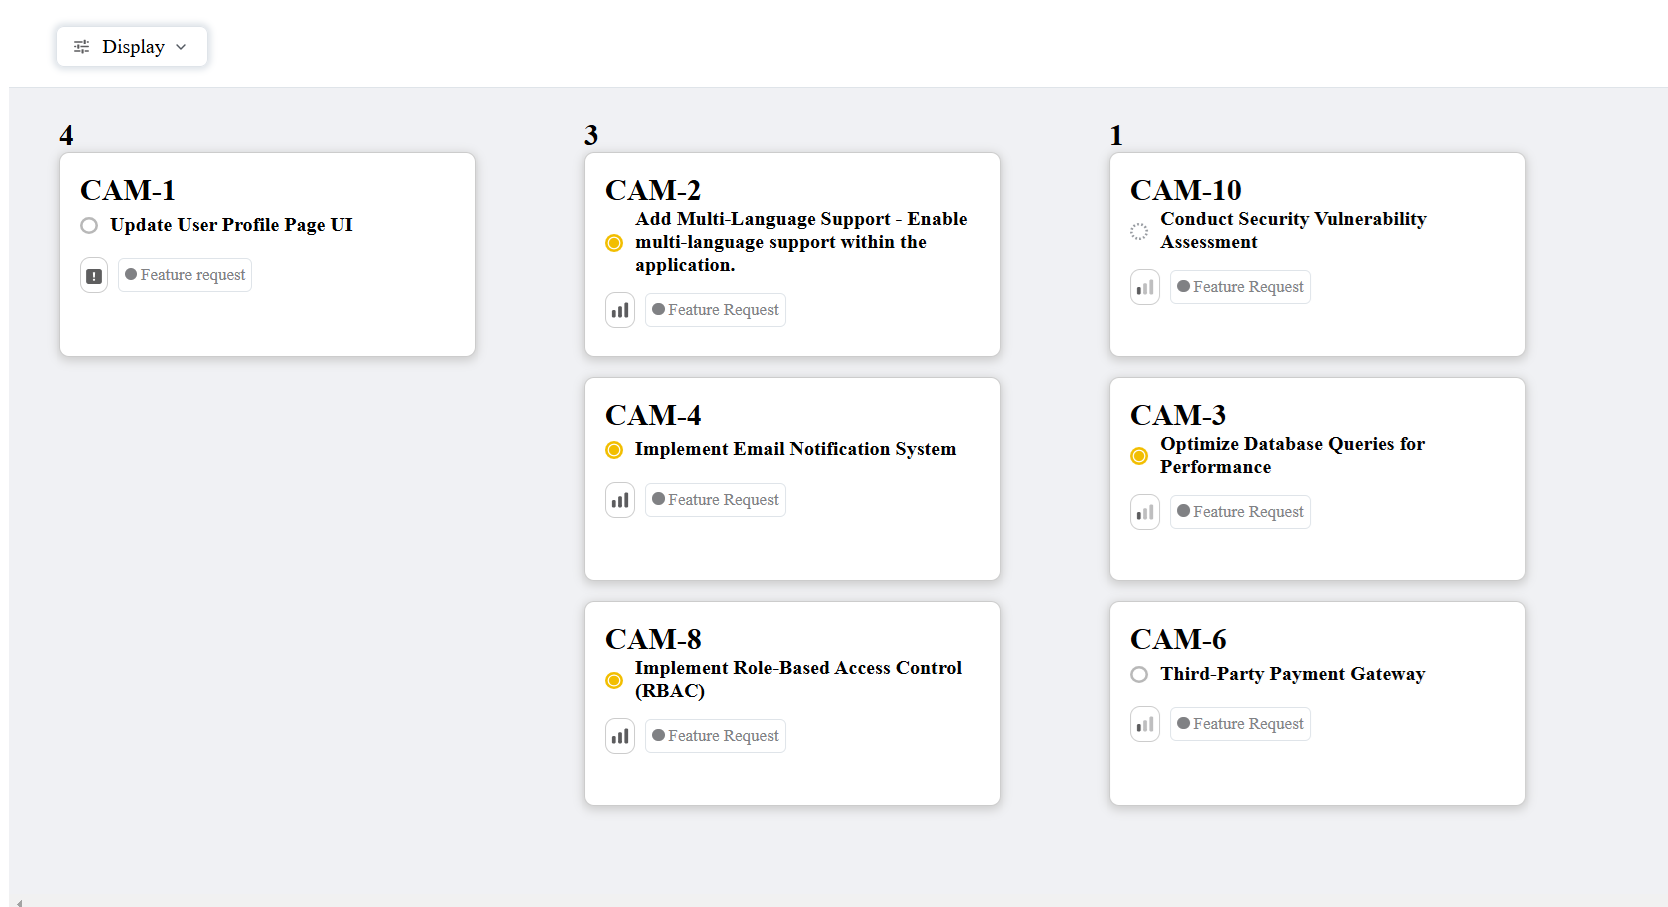 Display
4
CAM-1
Update User Profile Page UI
Feature request
3
CAM-2
Add Multi-Language Support - Enable
multi-language support within the
application.
Feature Request
CAM-4
Implement Email Notification System
Feature Request
CAM-8
Implement Role-Based Access Control
(RBAC)
Feature Request
1
CAM-10
Conduct Security Vulnerability
Assessment
Feature Request
CAM-3
Optimize Database Queries for
Performance
Feature Request
CAM-6
Third-Party Payment Gateway
Feature Request